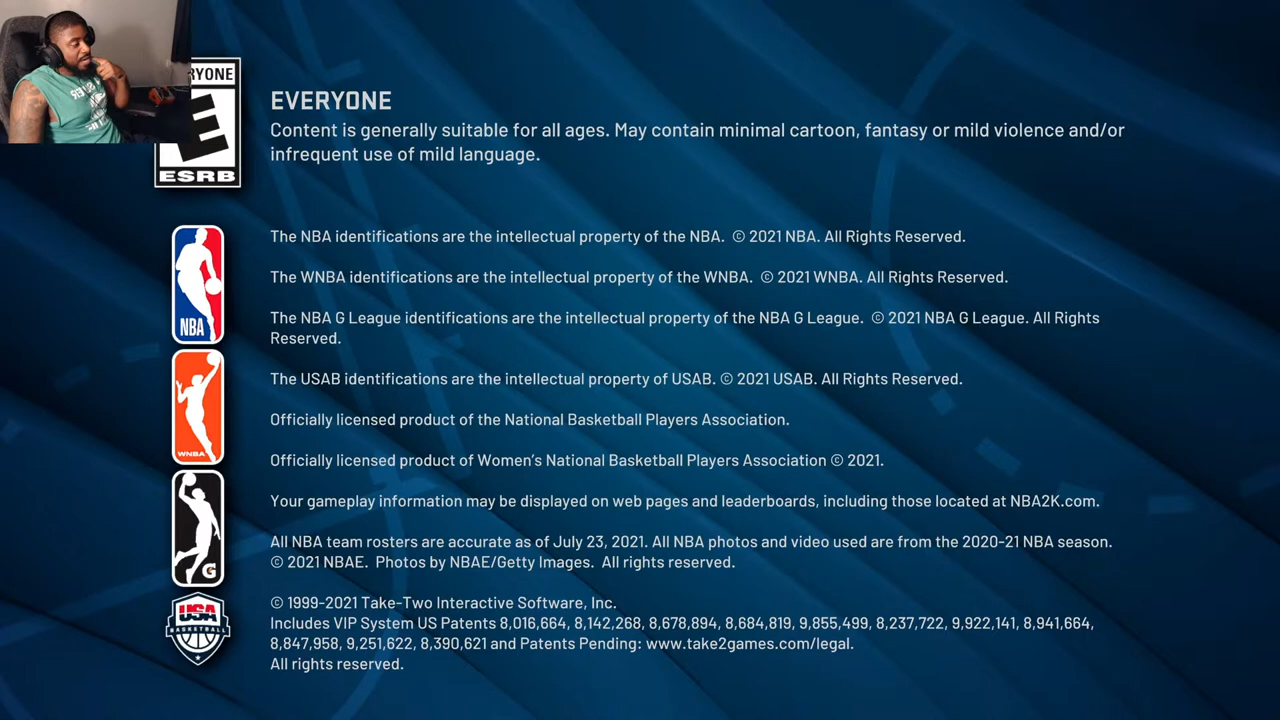 RYONE
E
ESRB
EVERYONE
Content is generally suitable for all ages. May contain minimal cartoon, fantasy or mild violence and/or
infrequent use of mild language.
The NBA identifications are the intellectual property of the NBA. © 2021 NBA. All Rights Reserved.
NBA
The WNBA identifications are the intellectual property of the WNBA. © 2021 WNBA. All Rights Reserved.
The NBA G League identifications are the intellectual property of the NBA G League. © 2021 NBA G League. All Rights
Reserved.
The USAB identifications are the intellectual property of USAB. © 2021 USAB. All Rights Reserved.
WNBA
Officially licensed product of the National Basketball Players Association.
Officially licensed product of Women's National Basketball Players Association © 2021.
Your gameplay information may be displayed on web pages and leaderboards, including those located at NBA2K.com.
G
All NBA team rosters are accurate as of July 23, 2021. All NBA photos and video used are from the 2020-21 NBA season.
© 2021 NBAE. Photos by NBAE/Getty Images. All rights reserved.
USA
BASKETBALL
© 1999-2021 Take-Two Interactive Software, Inc.
Includes VIP System US Patents 8,016,664, 8,142,268, 8,678,894, 8,684,819, 9,855,499, 8,237,722, 9,922,141, 8,941,664,
8,847,958, 9,251,622, 8,390,621 and Patents Pending: www.take2games.com/legal.
All rights reserved.